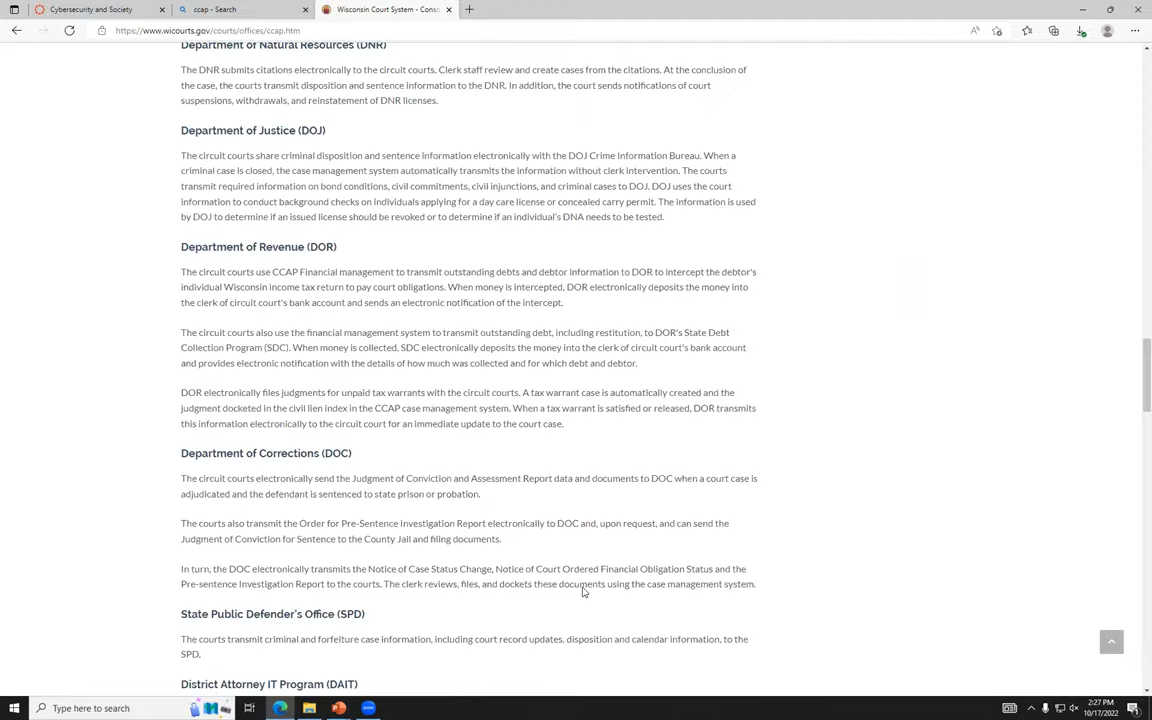 Cybersecurity and Society
ccap - Search
Wisconsin Court System - Conso
https://www.wicourts.gov/courts/offices/ccap.htm
Department of Natural Resources (DNR)
The DNR submits citations electronically to the circuit courts. Clerk staff review and create cases from the citations. At the conclusion of
the case, the courts transmit disposition and sentence information to the DNR. In addition, the court sends notifications of court
suspensions, withdrawals, and reinstatement of DNR licenses.
Department of Justice (DOJ)
The circuit courts share criminal disposition and sentence information electronically with the DOJ Crime Information Bureau. When a
criminal case is closed, the case management system automatically transmits the information without clerk intervention. The courts
transmit required information on bond conditions, civil commitments, civil injunctions, and criminal cases to DOJ. DOJ uses the court
information to conduct background checks on individuals applying for a day care license or concealed carry permit. The information is used
by DOJ to determine if an issued license should be revoked or to determine if an individual's DNA needs to be tested.
Department of Revenue (DOR)
The circuit courts use CCAP Financial management to transmit outstanding debts and debtor information to DOR to intercept the debtor's
individual Wisconsin income tax return to pay court obligations. When money is intercepted, DOR electronically deposits the money into
the clerk of circuit court's bank account and sends an electronic notification of the intercept.
The circuit courts also use the financial management system to transmit outstanding debt, including restitution, to DOR's State Debt
Collection Program (SDC). When money is collected, SDC electronically deposits the money into the clerk of circuit court's bank account
and provides electronic notification with the details of how much was collected and for which debt and debtor.
DOR electronically files judgments for unpaid tax warrants with the circuit courts. A tax warrant case is automatically created and the
judgment docketed in the civil lien index in the CCAP case management system. When a tax warrant is satisfied or released, DOR transmits
this information electronically to the circuit court for an immediate update to the court case.
Department of Corrections (DOC)
The circuit courts electronically send the Judgment of Conviction and Assessment Report data and documents to DOC when a court case is
adjudicated and the defendant is sentenced to state prison or probation.
The courts also transmit the Order for Pre-Sentence Investigation Report electronically to DOC and, upon request, and can send the
Judgment of Conviction for Sentence to the County Jail and filing documents.
In turn, the DOC electronically transmits the Notice of Case Status Change, Notice of Court Ordered Financial Obligation Status and the
Pre-sentence Investigation Report to the courts. The clerk reviews, files, and dockets these documents using the case management system.
State Public Defender's Office (SPD)
The courts transmit criminal and forfeiture case information, including court record updates, disposition and calendar information, to the
SPD.
District Attorney IT Program (DAIT)
Type here to search
2:27 PM
10/17/2022